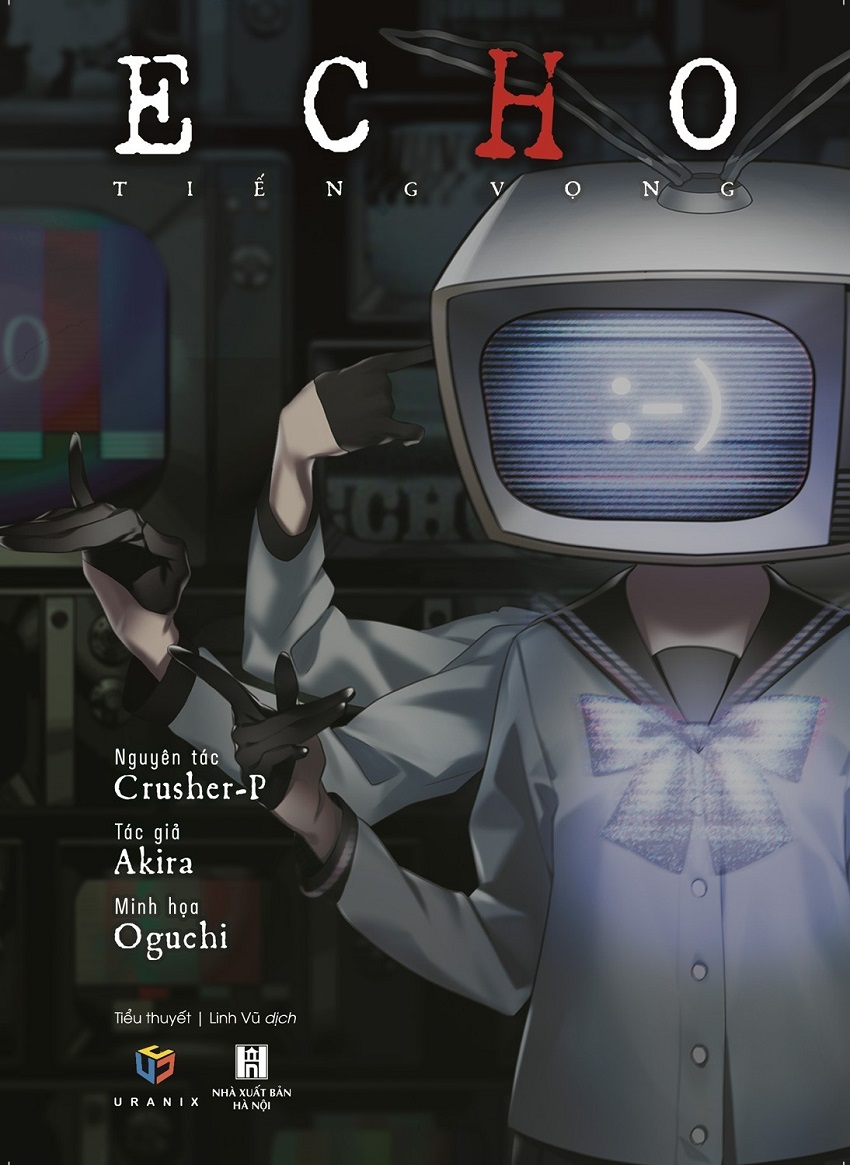 ECHO
TIẾNG VỌNG
O
:-)
ECHO
Nguyên tác
Crusher-P
Tác giả
Akira
Minh họa
Oguchi
Tiểu thuyết | Linh Vũ dịch
URANIX
NHÀ XUẤT BẢN
HÀ NỘI